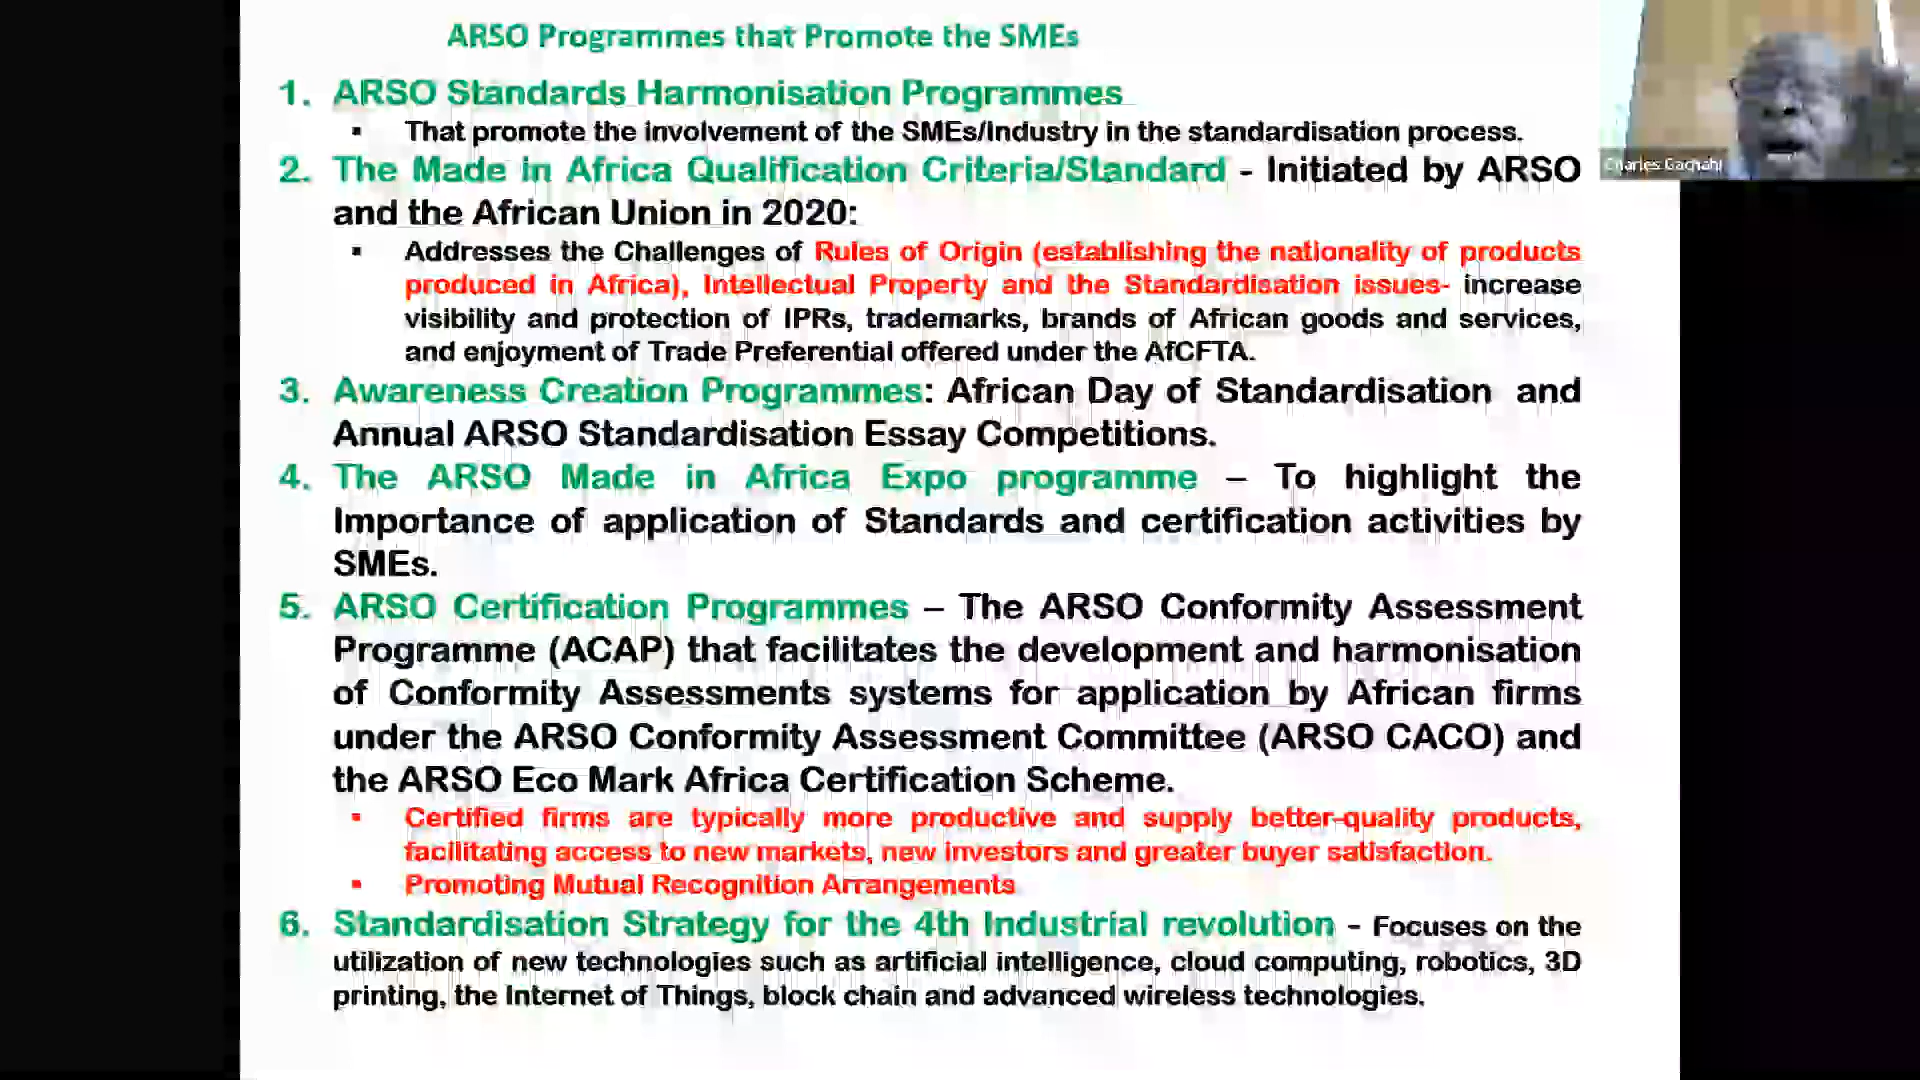 ARSO Programmes that Promote the SMEs
1. ARSO Standards Harmonisation Programmes
▪ That promote the involvement of the SMEs/Industry in the standardisation process.
2. The Made in Africa Qualification Criteria/Standard - Initiated by ARSO
and the African Union in 2020:
▪ Addresses the Challenges of Rules of Origin (establishing the nationality of products
produced in Africa), Intellectual Property and the Standardisation issues- increase
visibility and protection of IPRs, trademarks, brands of African goods and services,
and enjoyment of Trade Preferential offered under the AfCFTA.
3. Awareness Creation Programmes: African Day of Standardisation and
Annual ARSO Standardisation Essay Competitions.
4. The ARSO Made in Africa Expo programme – To highlight the
Importance of application of Standards and certification activities by
SMEs.
5. ARSO Certification Programmes – The ARSO Conformity Assessment
Programme (ACAP) that facilitates the development and harmonisation
of Conformity Assessments systems for application by African firms
under the ARSO Conformity Assessment Committee (ARSO CACO) and
the ARSO Eco Mark Africa Certification Scheme.
▪ Certified firms are typically more productive and supply better-quality products,
facilitating access to new markets, new investors and greater buyer satisfaction.
▪ Promoting Mutual Recognition Arrangements
6. Standardisation Strategy for the 4th Industrial revolution - Focuses on the
utilization of new technologies such as artificial intelligence, cloud computing, robotics, 3D
printing, the Internet of Things, block chain and advanced wireless technologies.
Charles Gachahi